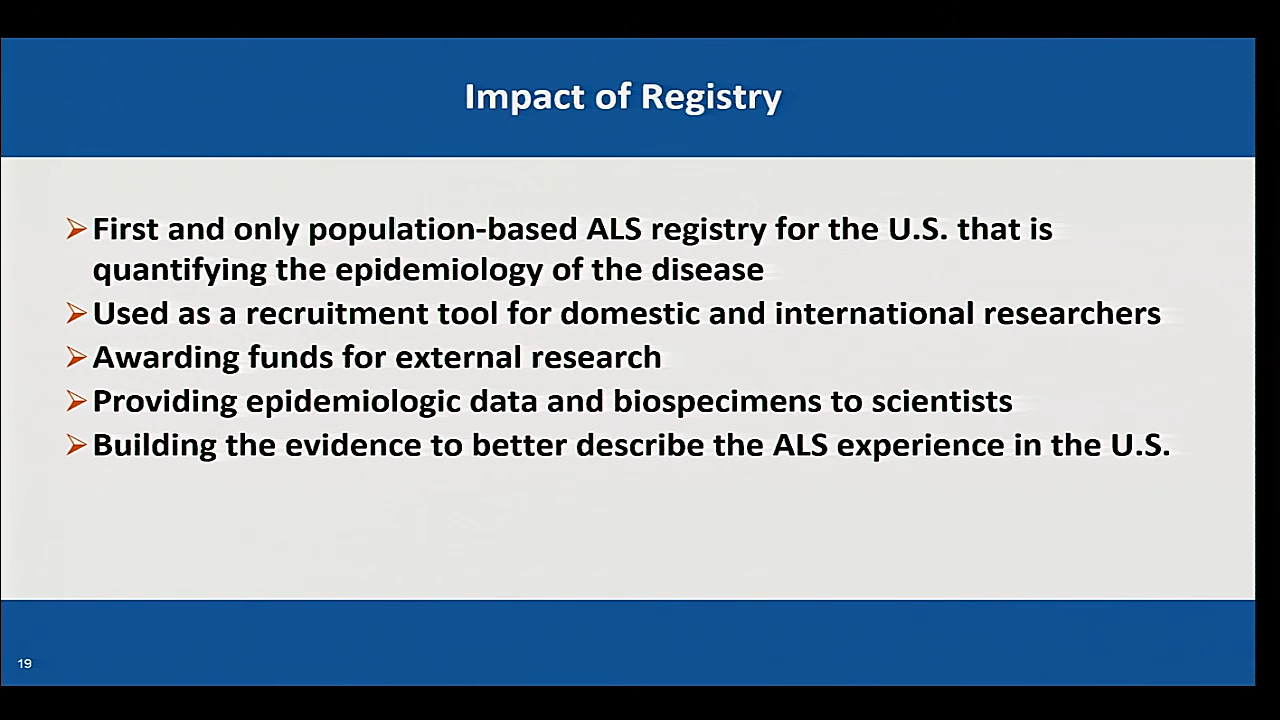 Impact of Registry
➢First and only population-based ALS registry for the U.S. that is
quantifying the epidemiology of the disease
➢Used as a recruitment tool for domestic and international researchers
➢Awarding funds for external research
➢Providing epidemiologic data and biospecimens to scientists
➢Building the evidence to better describe the ALS experience in the U.S.
19